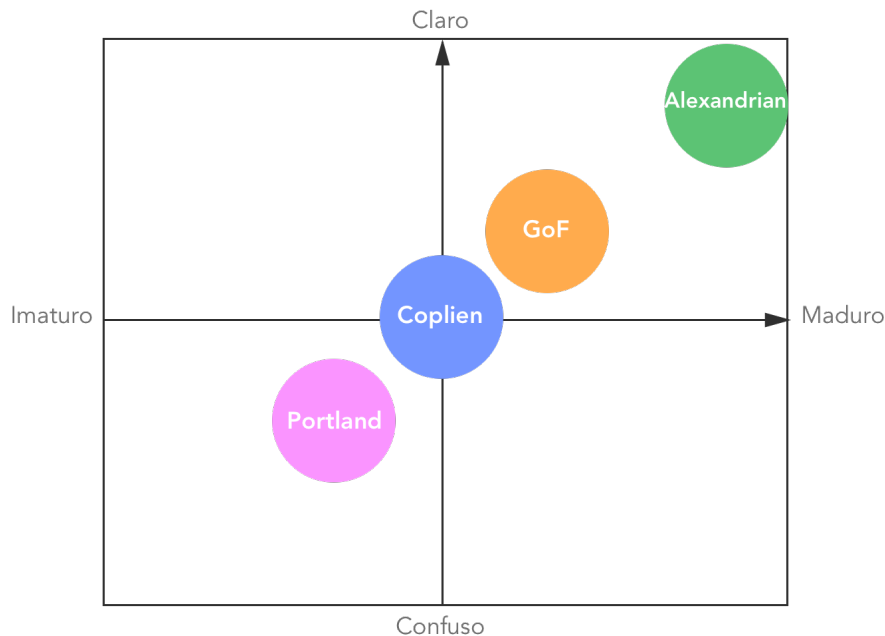 Claro
Alexandrian
GoF
Imaturo
Coplien
Maduro
Portland
Confuso